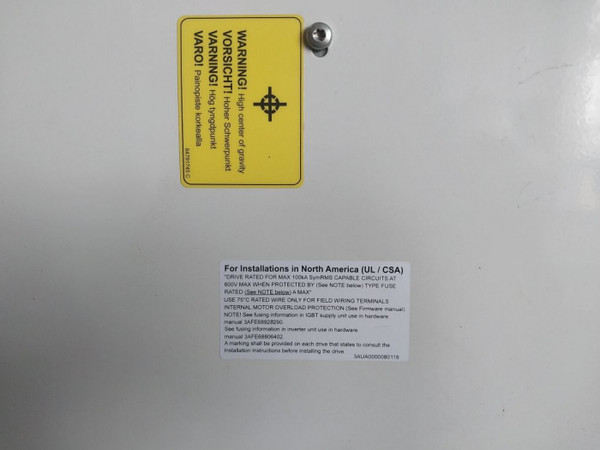 WARNING! High center of gravity
VORSICHT! Hoher Schwerpunkt
VARNING! Hög tyngdpunkt
VARO! Painopiste korkealla
64791743 C
For Installations in North America (UL / CSA)
"DRIVE RATED FOR MAX 100kA SymRMS CAPABLE CIRCUITS AT
600V MAX WHEN PROTECTED BY (See NOTE below) TYPE FUSE
RATED (See NOTE below) A MAX"
USE 75°C RATED WIRE ONLY FOR FIELD WIRING TERMINALS
INTERNAL MOTOR OVERLOAD PROTECTION (See Firmware manual)
NOTE! See fusing information in IGBT supply unit use in hardware
manual 3AFE68928290.
See fusing information in inverter unit use in hardware
manual 3AFE68806402.
A marking shall be provided on each drive that states to consult the
Installation Instructions before installing the drive
3AUA0000080118